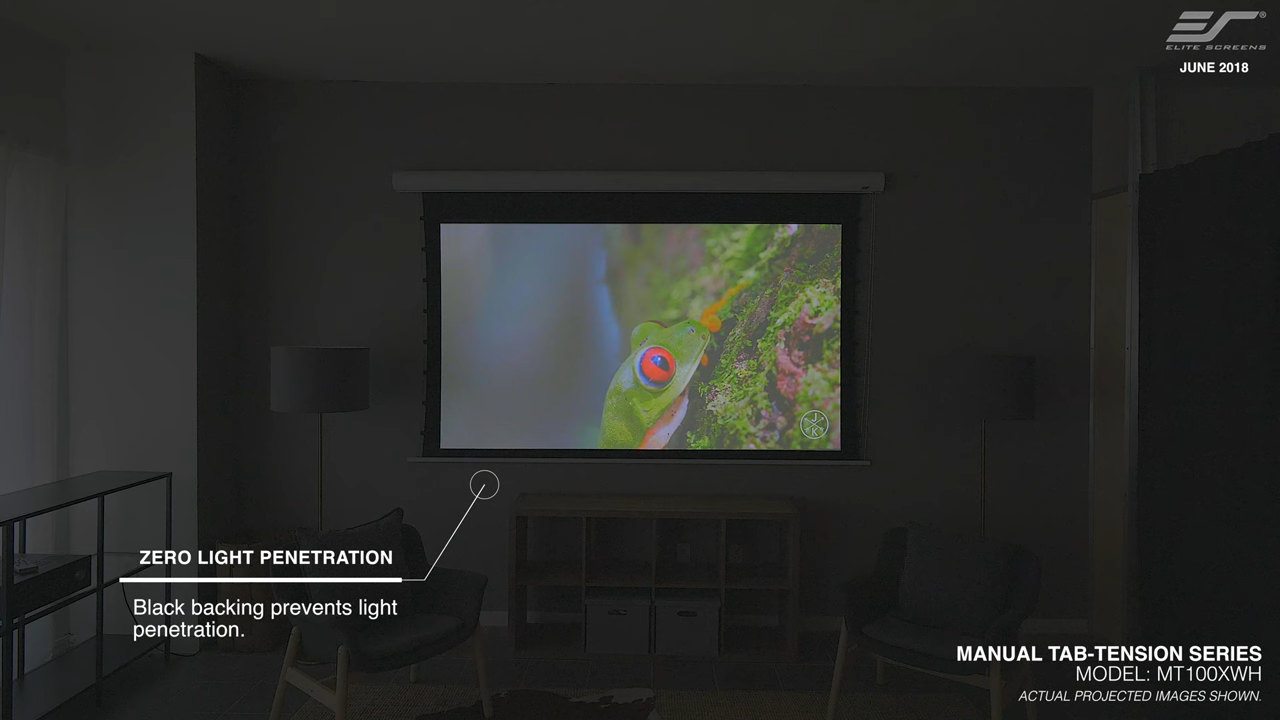 ES®
ELITE SCREENS
JUNE 2018
J
K
ZERO LIGHT PENETRATION
Black backing prevents light
penetration.
MANUAL TAB-TENSION SERIES
MODEL: MT100XWH
ACTUAL PROJECTED IMAGES SHOWN.